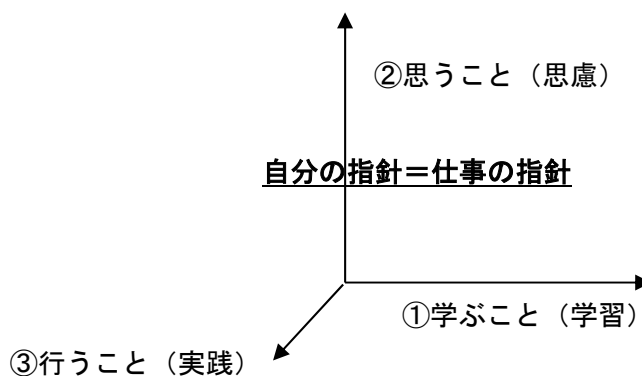 ②思うこと（思慮）
自分の指針＝仕事の指針
①学ぶこと（学習）
③行うこと（実践）